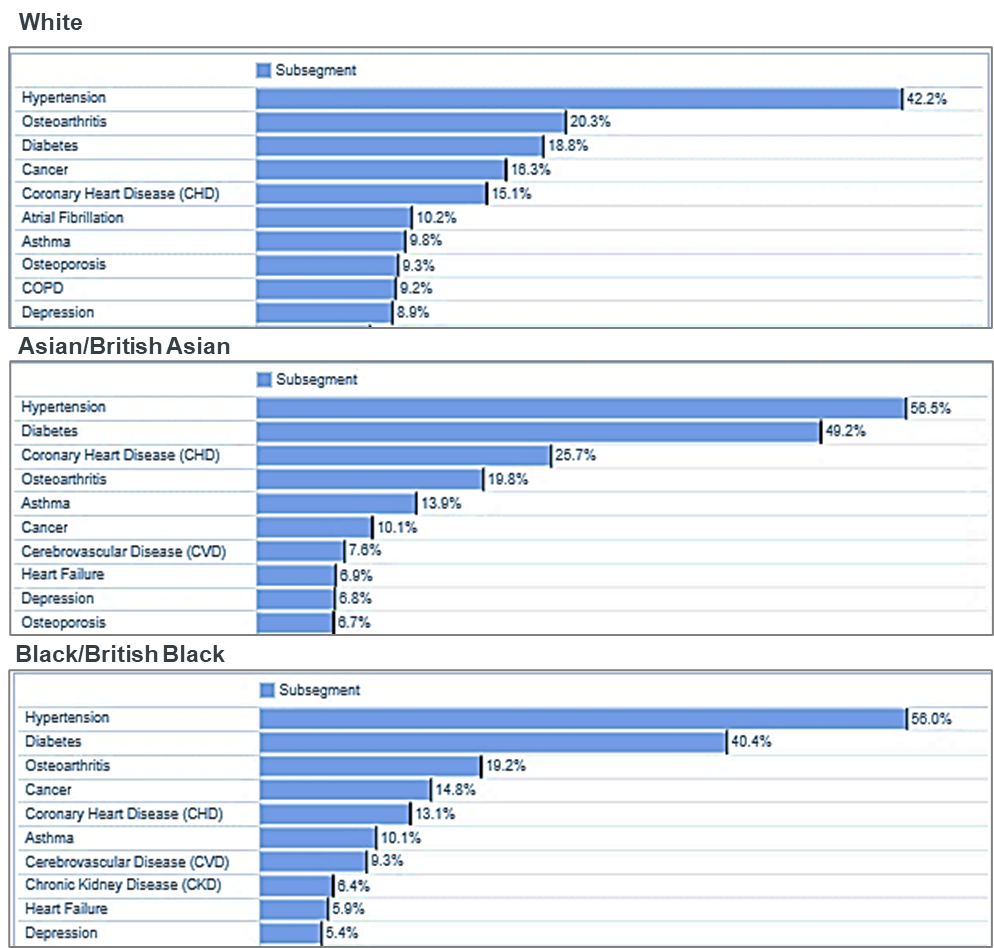 White
Subsegment
Hypertension 42.2%
Osteoarthritis 20.3%
Diabetes 18.8%
Cancer 16.3%
Coronary Heart Disease (CHD) 15.1%
Atrial Fibrillation 10.2%
Asthma 9.8%
Osteoporosis 9.3%
COPD 9.2%
Depression 8.9%
Asian/British Asian
Subsegment
Hypertension 56.5%
Diabetes 49.2%
Coronary Heart Disease (CHD) 25.7%
Osteoarthritis 19.8%
Asthma 13.9%
Cancer 10.1%
Cerebrovascular Disease (CVD) 7.6%
Heart Failure 6.9%
Depression 6.8%
Osteoporosis 6.7%
Black/British Black
Subsegment
Hypertension 56.0%
Diabetes 40.4%
Osteoarthritis 19.2%
Cancer 14.8%
Coronary Heart Disease (CHD) 13.1%
Asthma 10.1%
Cerebrovascular Disease (CVD) 9.3%
Chronic Kidney Disease (CKD) 6.4%
Heart Failure 5.9%
Depression 5.4%